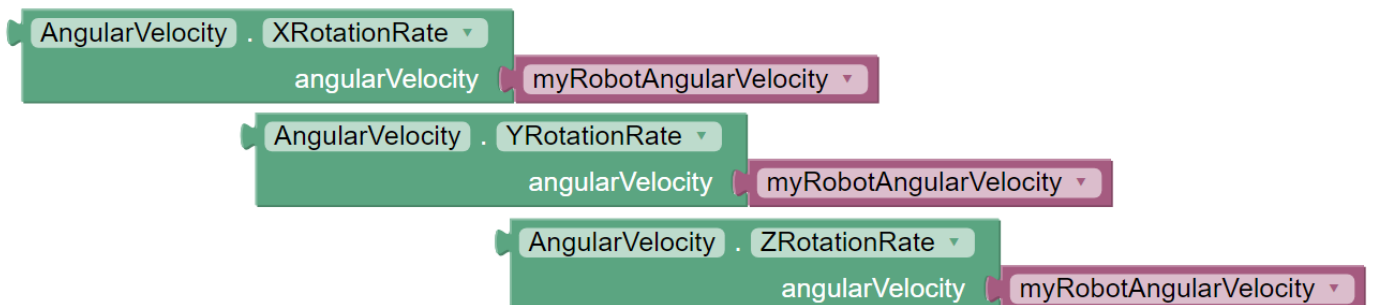 AngularVelocity . XRotationRate
angularVelocity myRobotAngularVelocity
AngularVelocity . YRotationRate
angularVelocity myRobotAngularVelocity
AngularVelocity . ZRotationRate
angularVelocity myRobotAngularVelocity